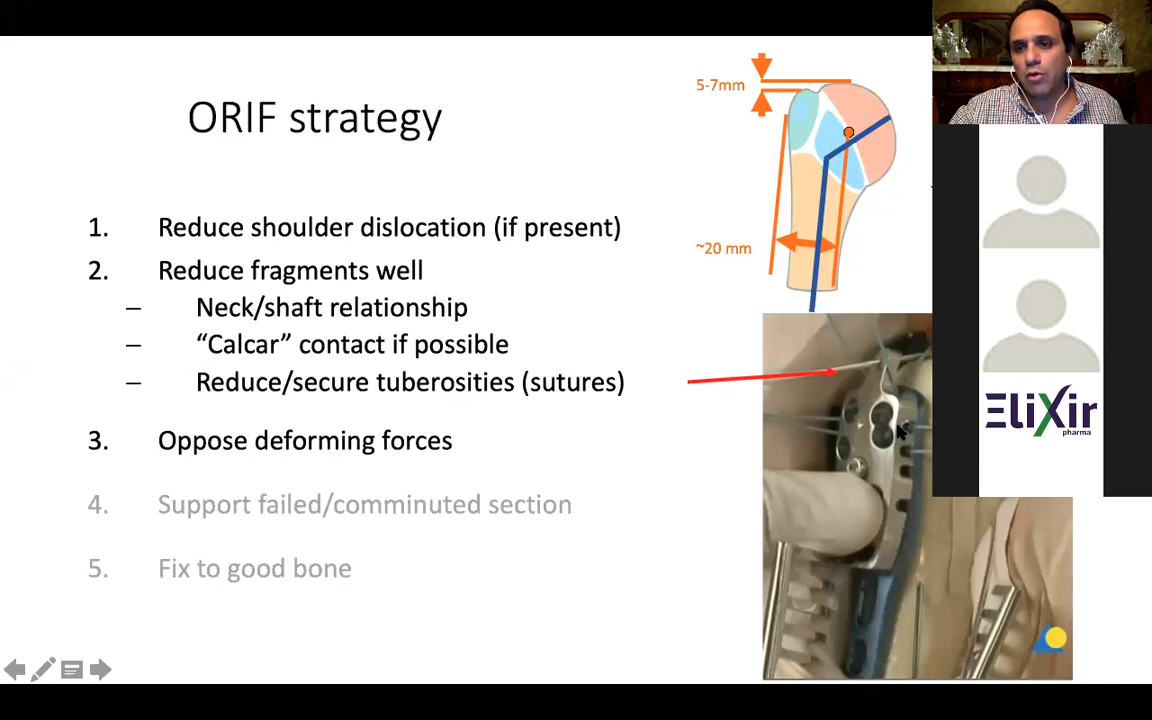 ORIF strategy
1. Reduce shoulder dislocation (if present)
2. Reduce fragments well
– Neck/shaft relationship
– “Calcar” contact if possible
– Reduce/secure tuberosities (sutures)
3. Oppose deforming forces
4. Support failed/comminuted section
5. Fix to good bone
5-7mm
~20 mm
EliXir
pharma